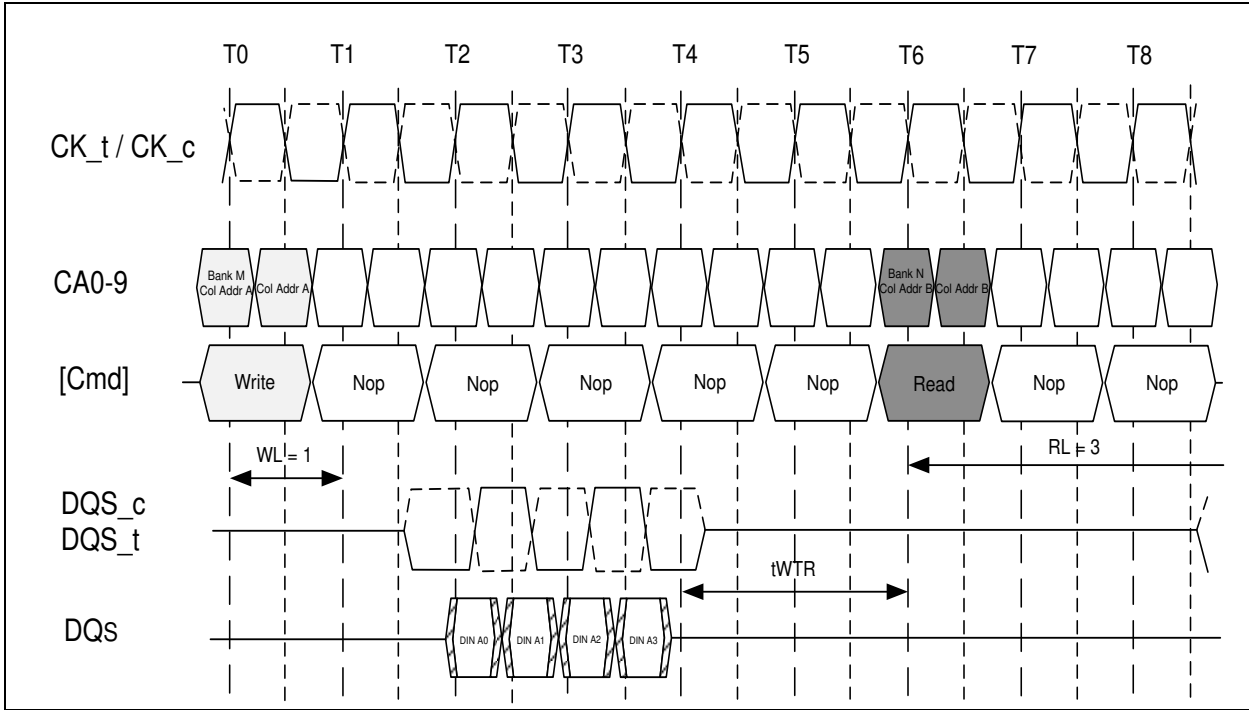 T0 T1 T2 T3 T4 T5 T6 T7 T8
CK_t / CK_c
CA0-9
Bank M
Col Addr A
Col Addr A
Bank N
Col Addr B
Col Addr B
[Cmd]
Write Nop Nop Nop Nop Nop Read Nop Nop
WL = 1
RL = 3
DQS_c
DQS_t
tWTR
DQs
DIN A0 DIN A1 DIN A2 DIN A3